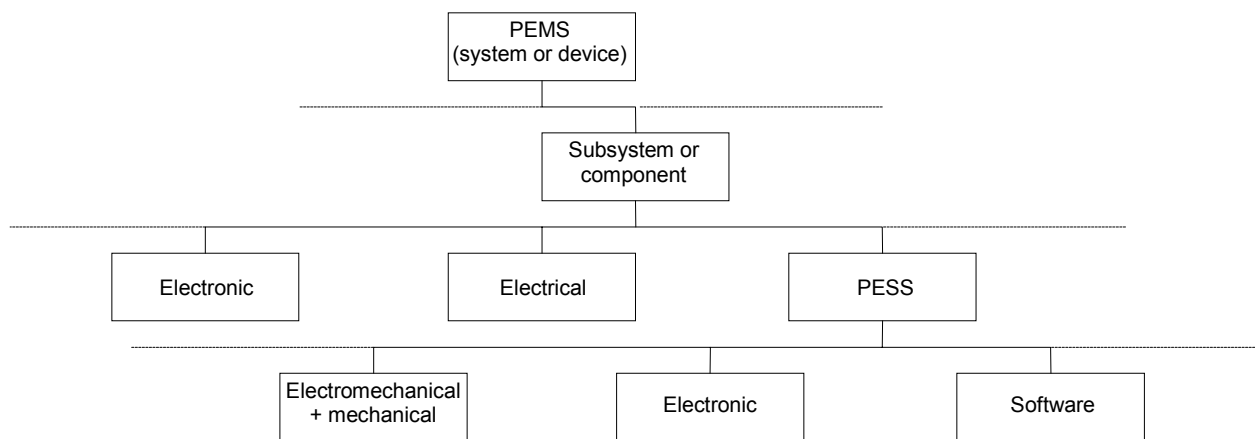 PEMS
(system or device)
Subsystem or
component
Electronic
Electrical
PESS
Electromechanical
+ mechanical
Electronic
Software